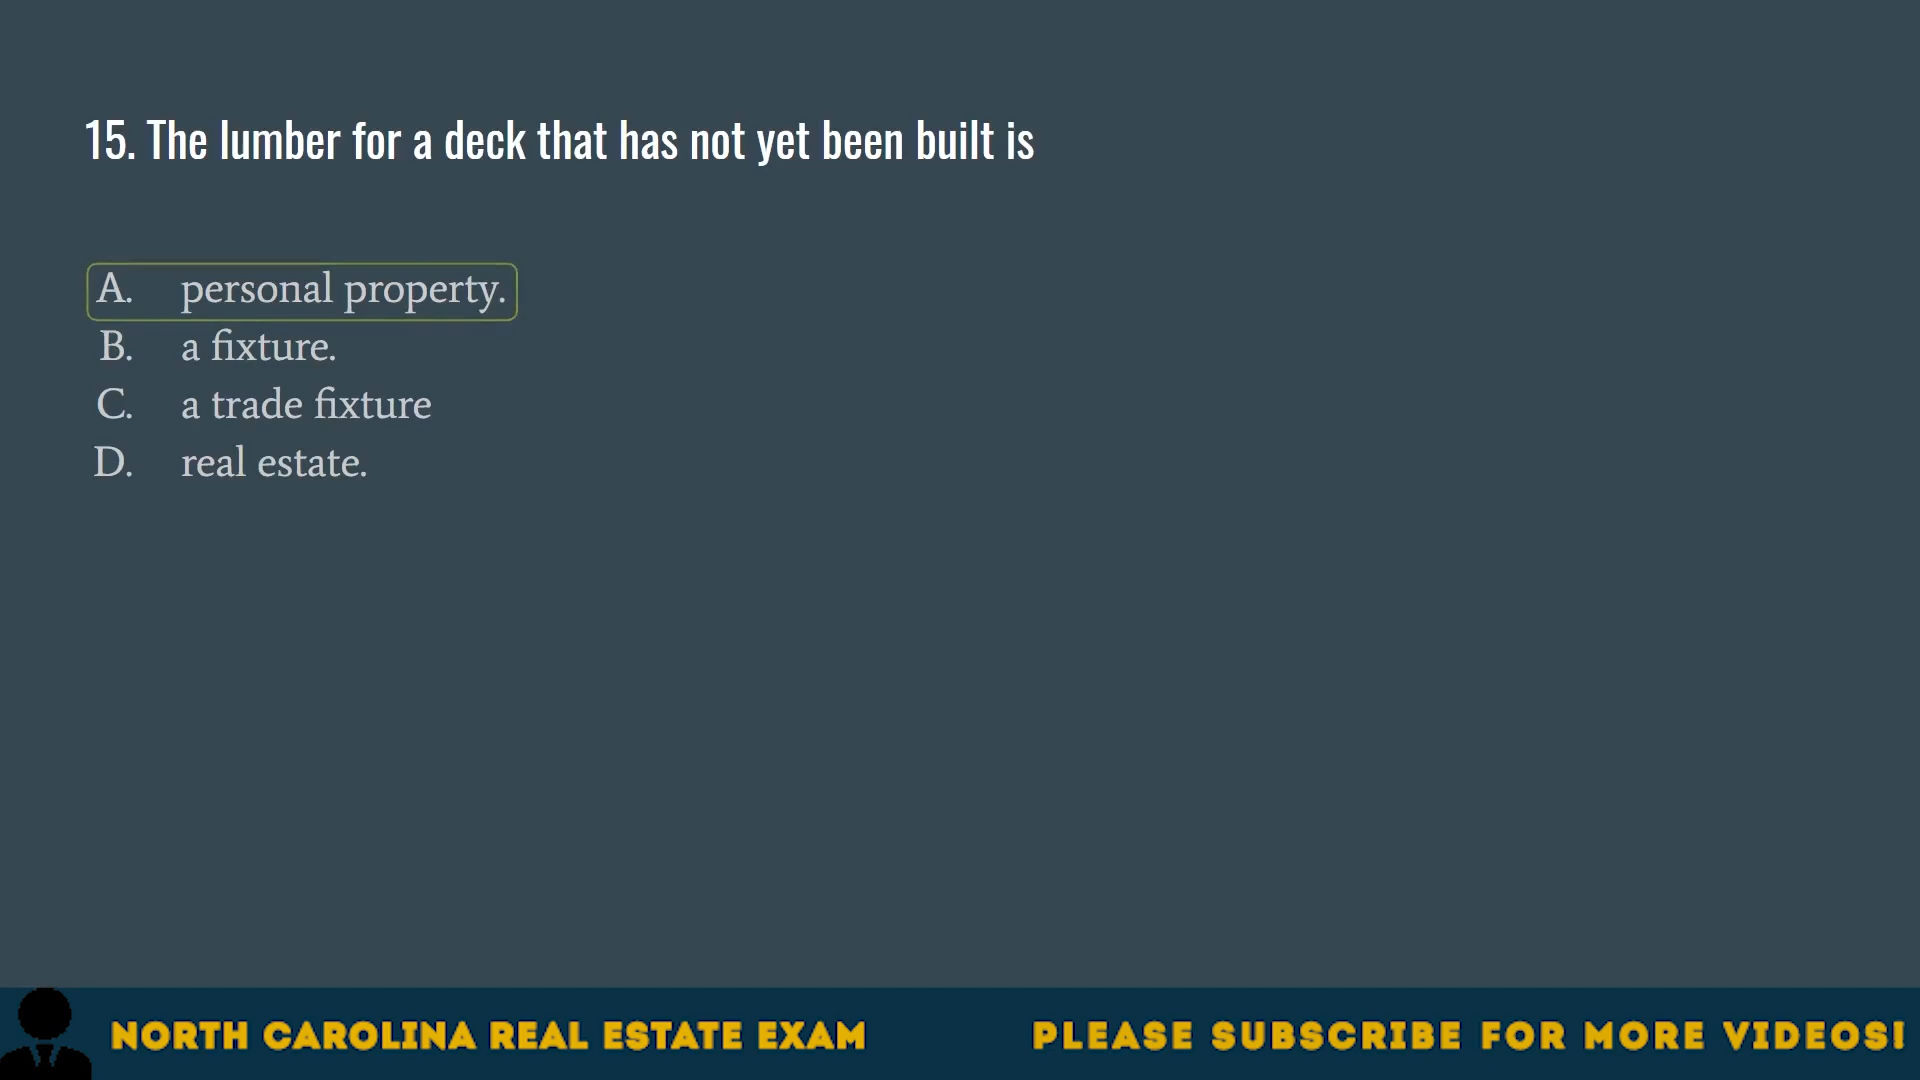 15. The lumber for a deck that has not yet been built is
A. personal property.
B. a fixture.
C. a trade fixture
D. real estate.
NORTH CAROLINA REAL ESTATE EXAM
PLEASE SUBSCRIBE FOR MORE VIDEOS!